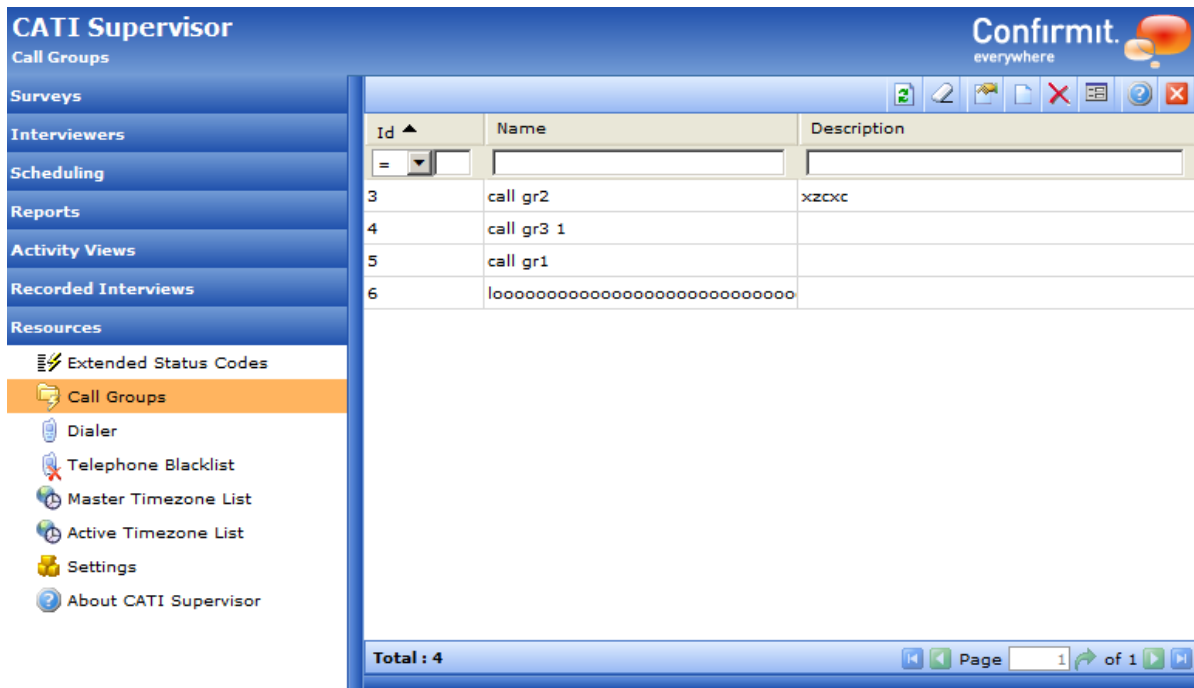 CATI Supervisor
Call Groups
Confirmit.
everywhere
Surveys
Interviewers
Scheduling
Reports
Activity Views
Recorded Interviews
Resources
Extended Status Codes
Call Groups
Dialer
Telephone Blacklist
Master Timezone List
Active Timezone List
Settings
About CATI Supervisor
Id Name Description
=
3 call gr2 xzcxc
4 call gr3 1
5 call gr1
6
Total : 4 Page 1 of 1